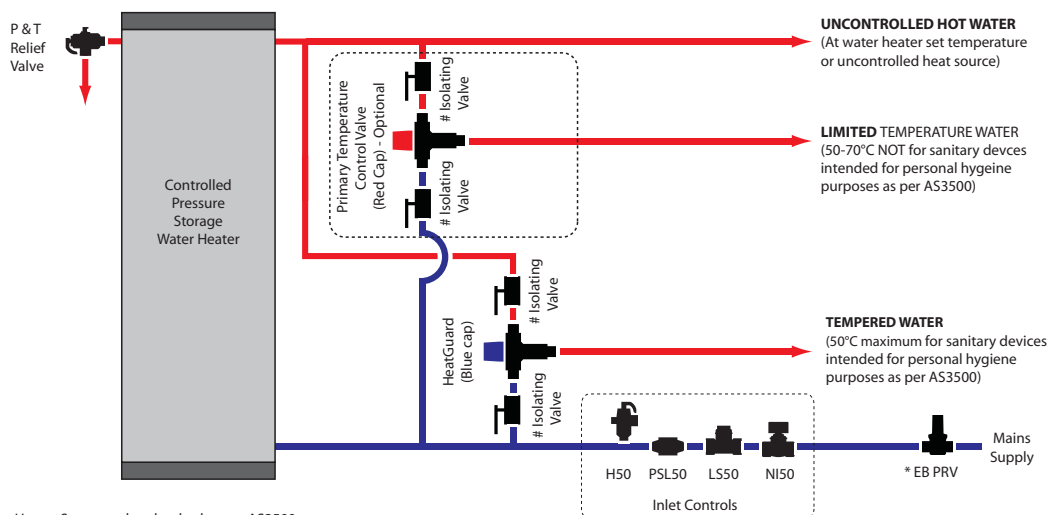 P & T
Relief
Valve
UNCONTROLLED HOT WATER
(At water heater set temperature
or uncontrolled heat source)
Primary Temperature
Control Valve
(Red Cap) - Optional
# Isolating
Valve
# Isolating
Valve
LIMITED TEMPERATURE WATER
(50-70°C NOT for sanitary devces
intended for personal hygeine
purposes as per AS3500)
Controlled
Pressure
Storage
Water Heater
# Isolating
Valve
HeatGuard
(Blue cap)
# Isolating
Valve
TEMPERED WATER
(50°C maximum for sanitary devices
intended for personal hygiene
purposes as per AS3500)
H50
PSL50
LS50
NI50
Inlet Controls
* EB PRV
Mains
Supply